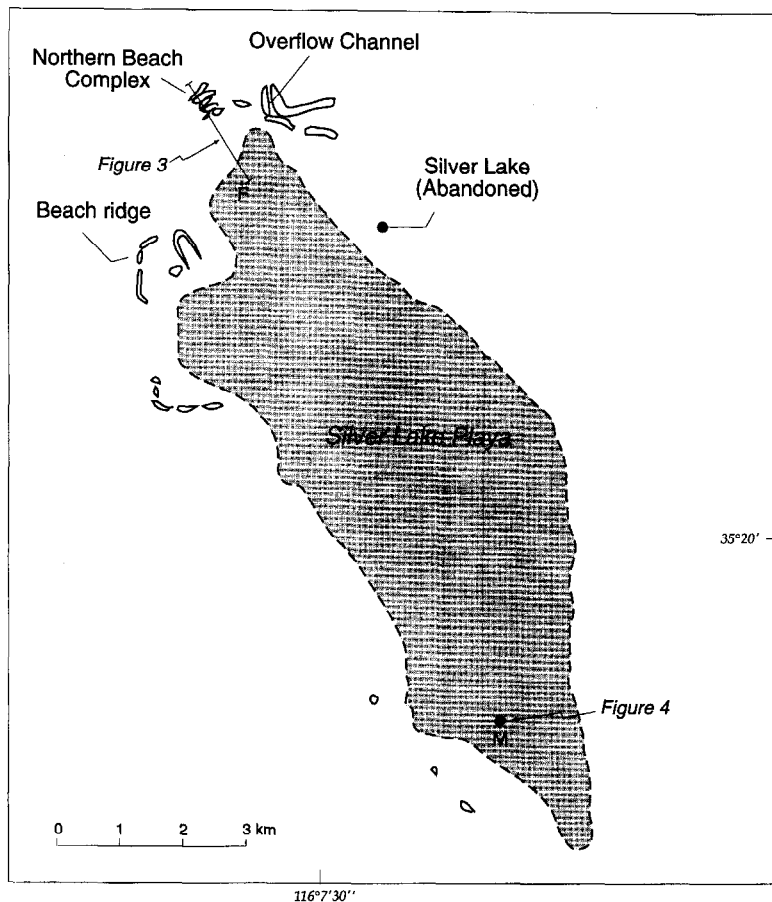 Overflow Channel
Northern Beach
Complex
Figure 3
F
Silver Lake
(Abandoned)
Beach ridge
Silver Lake Playa
35°20'
Figure 4
M
0 1 2 3 km
116°7'30"